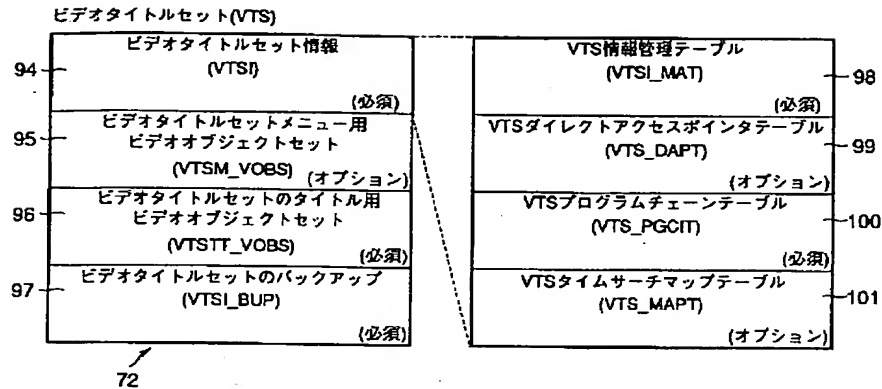 ビデオタイトルセット(VTS)
94
ビデオタイトルセット情報
(VTSI)
(必須)
95
ビデオタイトルセットメニュー用
ビデオオブジェクトセット
(VTSM_VOBS)
(オプション)
96
ビデオタイトルセットのタイトル用
ビデオオブジェクトセット
(VTSTT_VOBS)
(必須)
97
ビデオタイトルセットのバックアップ
(VTSI_BUP)
(必須)
72
VTS情報管理テーブル
(VTSI_MAT)
(必須)
98
VTSダイレクトアクセスポインタテーブル
(VTS_DAPT)
(オプション)
99
VTSプログラムチェーンテーブル
(VTS_PGCIT)
(必須)
100
VTSタイムサーチマップテーブル
(VTS_MAPT)
(オプション)
101